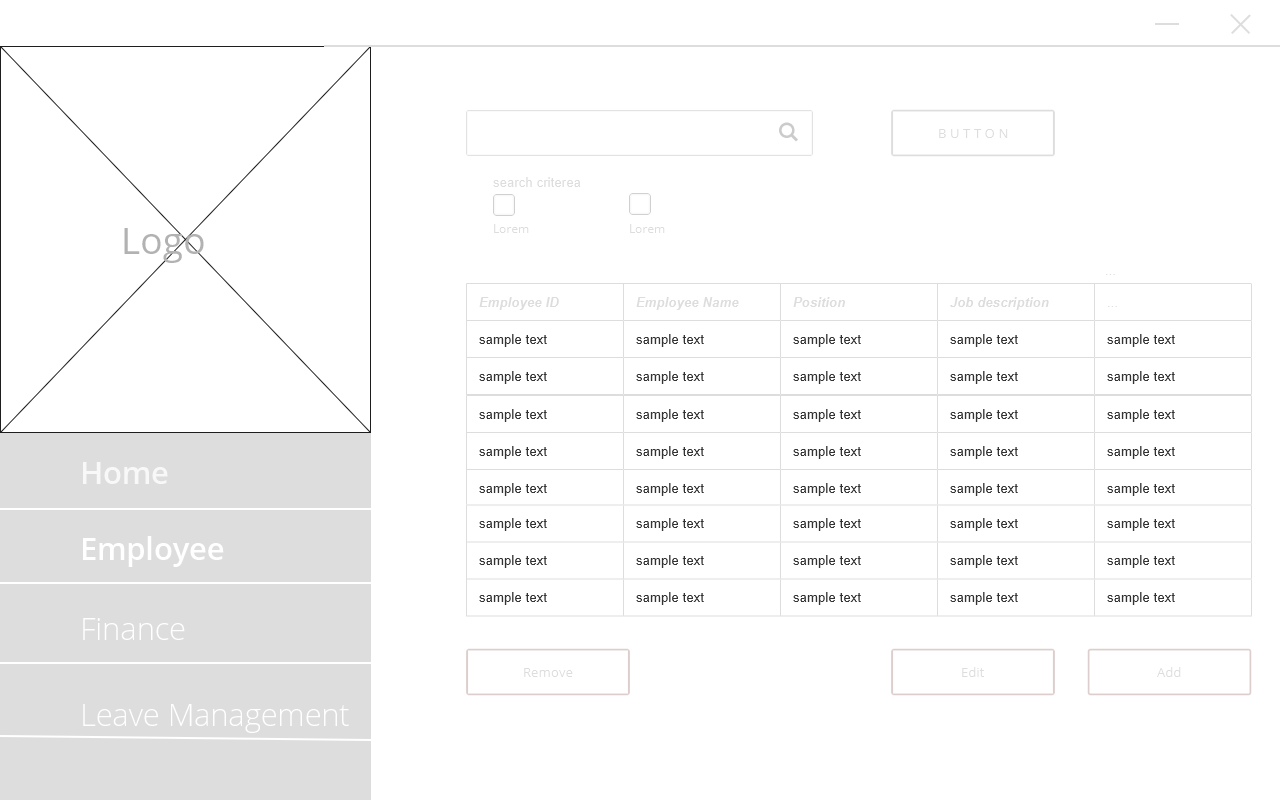 BUTTON
search criterea
Lorem Lorem
Logo
...
Employee ID Employee Name Position Job description ...
sample text sample text sample text sample text sample text
sample text sample text sample text sample text sample text
sample text sample text sample text sample text sample text
sample text sample text sample text sample text sample text
sample text sample text sample text sample text sample text
sample text sample text sample text sample text sample text
sample text sample text sample text sample text sample text
sample text sample text sample text sample text sample text
Home
Employee
Finance
Leave Management
Remove Edit Add